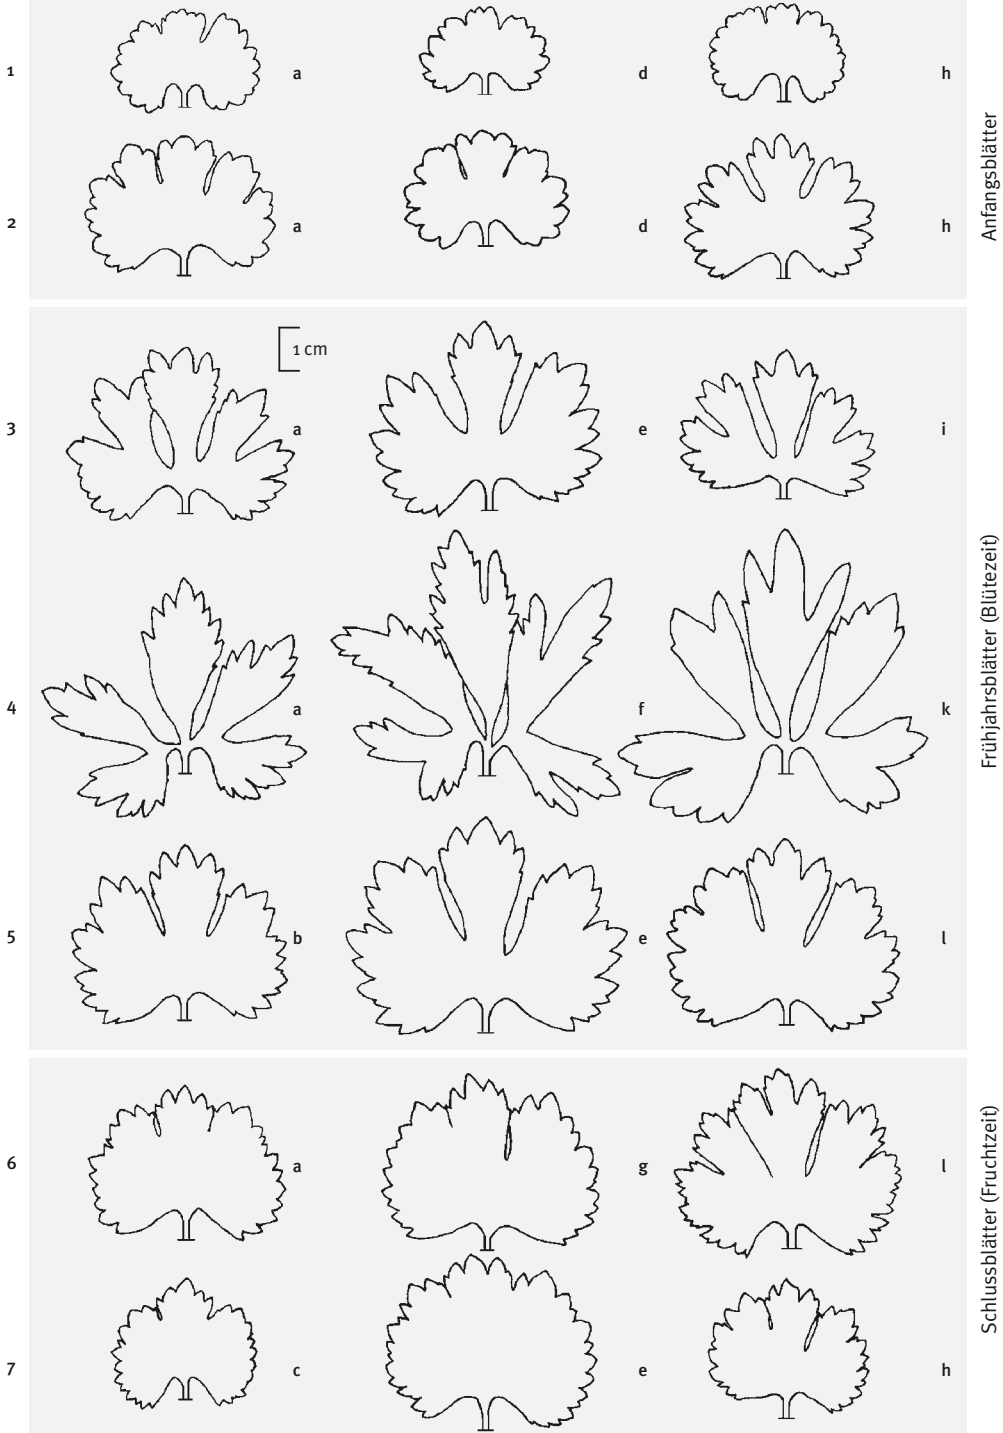 1 a d h
2 a d h
Anfangsblätter
1 cm
3 a e i
4 a f k
5 b e l
Frühjahrsblätter (Blütezeit)
6 a g l
7 c e h
Schlussblätter (Fruchtzeit)